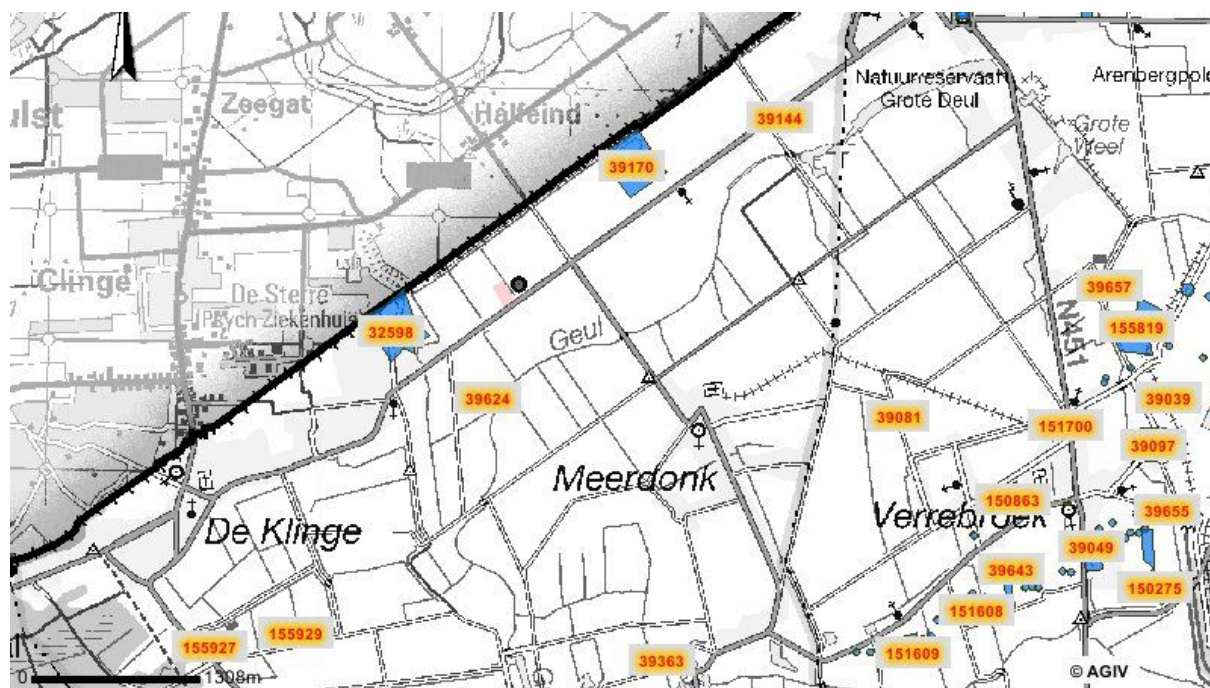 Natuurreservaat
Grote Deul
Arenbergpole
Zeegat
ulst
Halfeind
39144
Grote
Weel
39170
Clinge
De Sterre
Psych Ziekenhuis
39657
32598
155819
N451
Geul
39624
39039
39081
151700
39097
Meerdonk
150863
39655
De Klinge
Verrebroek
39049
39643
150275
151608
155929
155927
151609
39363
0
1308m
© AGIV